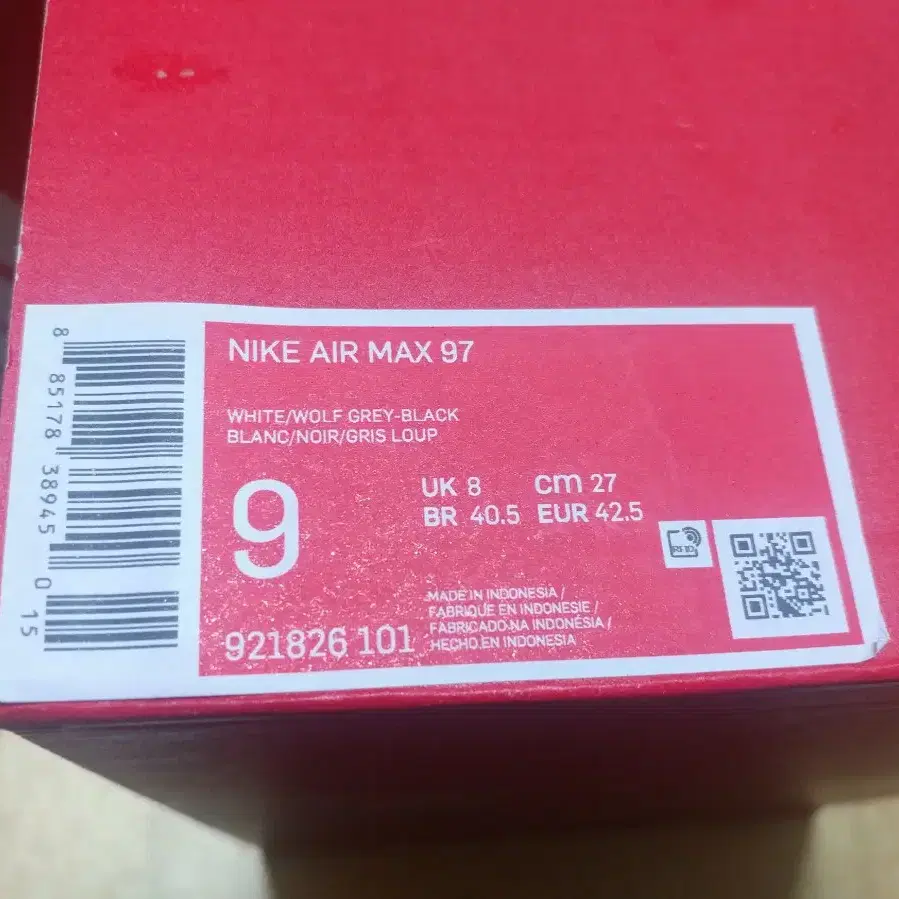 8 85178 38945 0 15
NIKE AIR MAX 97
WHITE/WOLF GREY-BLACK
BLANC/NOIR/GRIS LOUP
9
UK 8 cm 27
BR 40.5 EUR 42.5
RFID
MADE IN INDONESIA /
FABRIQUE EN INDONESIE /
FABRICADO NA INDONÉSIA /
HECHO EN INDONESIA
921826 101